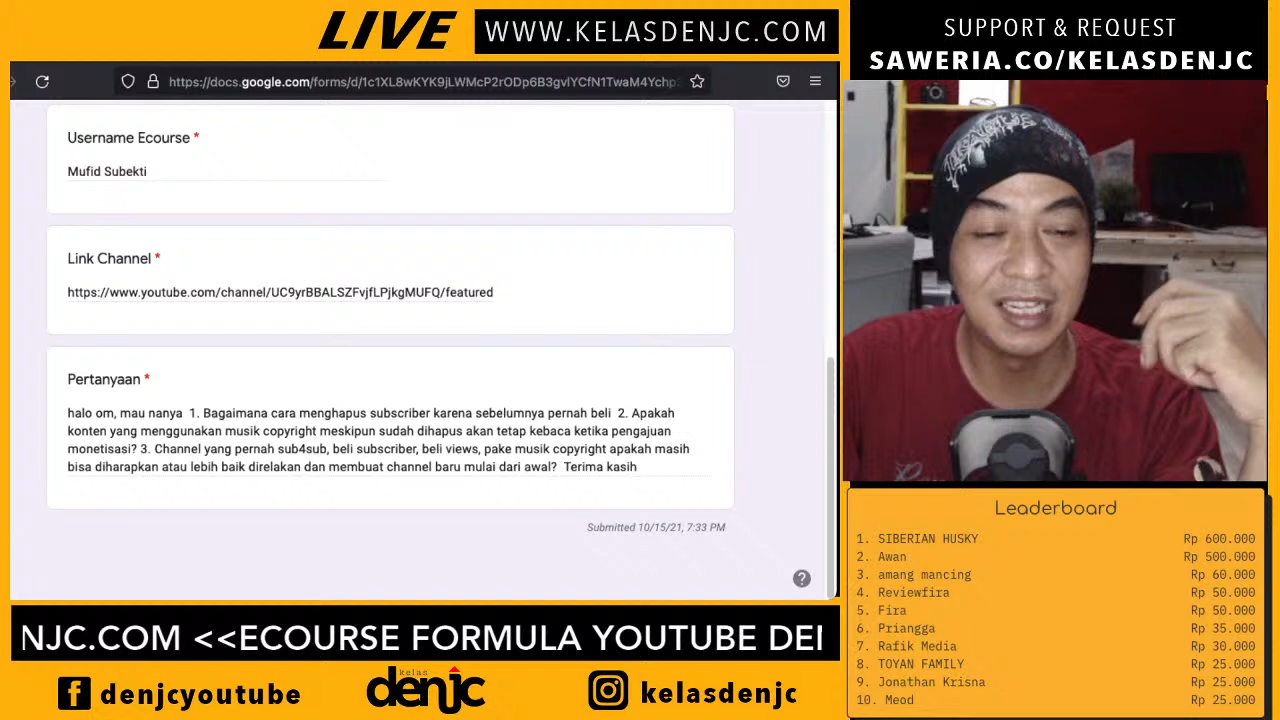 LIVE
WWW.KELASDENJC.COM
SUPPORT & REQUEST
SAWERIA.CO/KELASDENJC
https://docs.google.com/forms/d/1c1XL8wKYK9jLWMcP2rODp6B3gvlYCfN1TwaM4Ychp
Username Ecourse *
Mufid Subekti
Link Channel *
https://www.youtube.com/channel/UC9yrBBALSZFvjfLPjkgMUFQ/featured
Pertanyaan *
halo om, mau nanya 1. Bagaimana cara menghapus subscriber karena sebelumnya pernah beli 2. Apakah
konten yang menggunakan musik copyright meskipun sudah dihapus akan tetap kebaca ketika pengajuan
monetisasi? 3. Channel yang pernah sub4sub, beli subscriber, beli views, pake musik copyright apakah masih
bisa diharapkan atau lebih baik direlakan dan membuat channel baru mulai dari awal? Terima kasih
Submitted 10/15/21, 7:33 PM
Leaderboard
1. SIBERIAN HUSKY Rp 600.000
2. Awan Rp 500.000
3. amang mancing Rp 60.000
4. Reviewfira Rp 50.000
5. Fira Rp 50.000
6. Priangga Rp 35.000
7. Rafik Media Rp 30.000
8. TOYAN FAMILY Rp 25.000
9. Jonathan Krisna Rp 25.000
10. Meod Rp 25.000
NJC.COM <<ECOURSE FORMULA YOUTUBE DEN
denjcyoutube
kelas
denjc
kelasdenjc